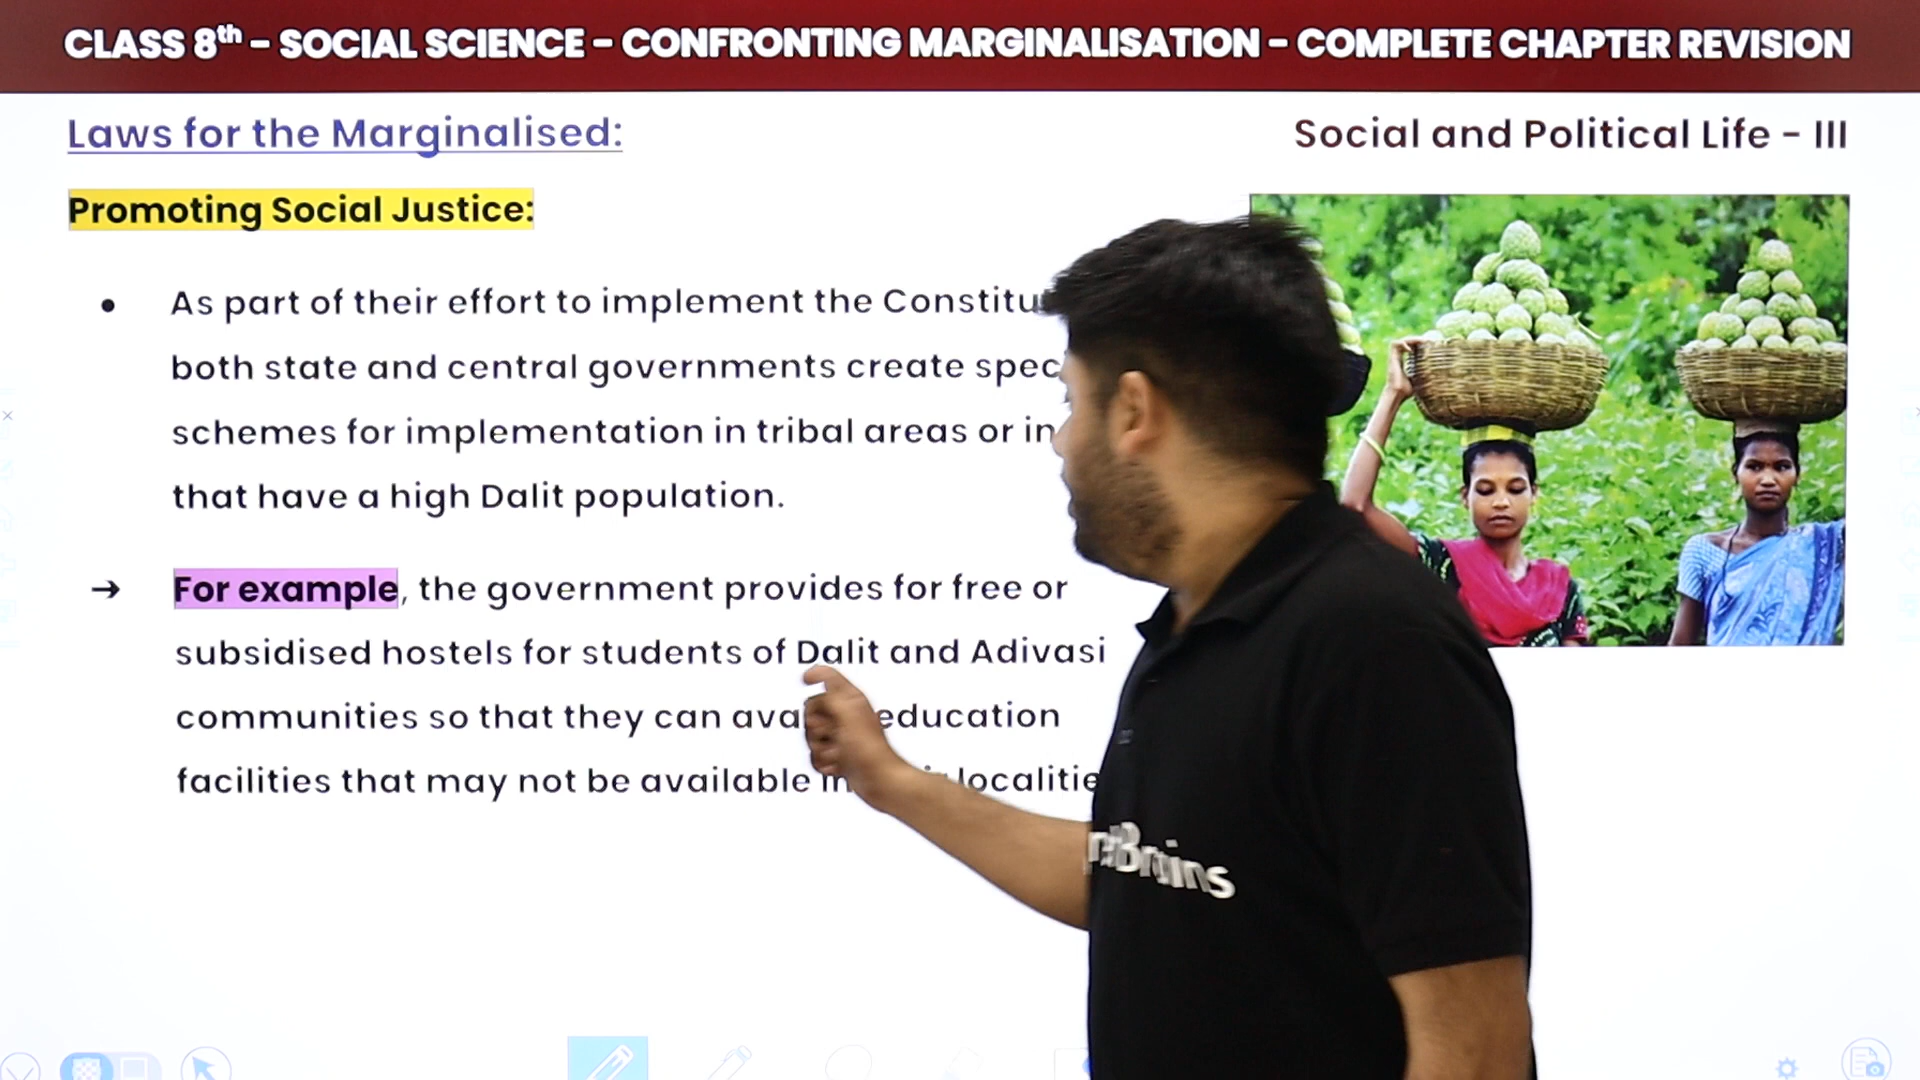 CLASS 8th - SOCIAL SCIENCE - CONFRONTING MARGINALISATION - COMPLETE CHAPTER REVISION
Laws for the Marginalised:
Social and Political Life - III
Promoting Social Justice:
● As part of their effort to implement the
both state and central governments create
schemes for implementation in tribal areas or in
that have a high Dalit population.
→ For example, the government provides for free or
subsidised hostels for students of Dalit and Adivasi
communities so that they can education
facilities that may not be available